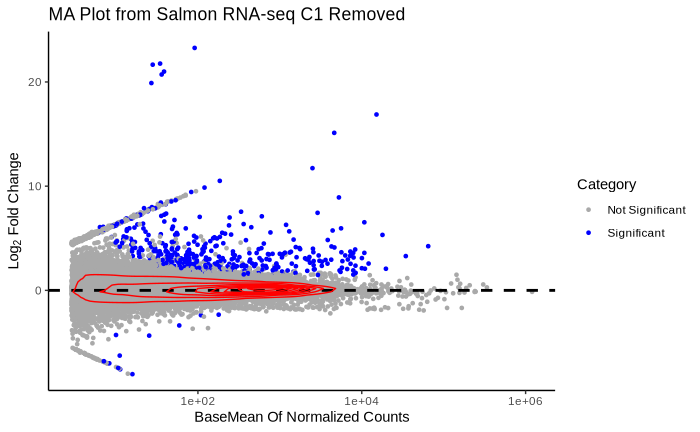 MA Plot from Salmon RNA-seq C1 Removed
Log2 Fold Change
20
10
0
1e+02
1e+04
1e+06
BaseMean Of Normalized Counts
Category
Not Significant
Significant